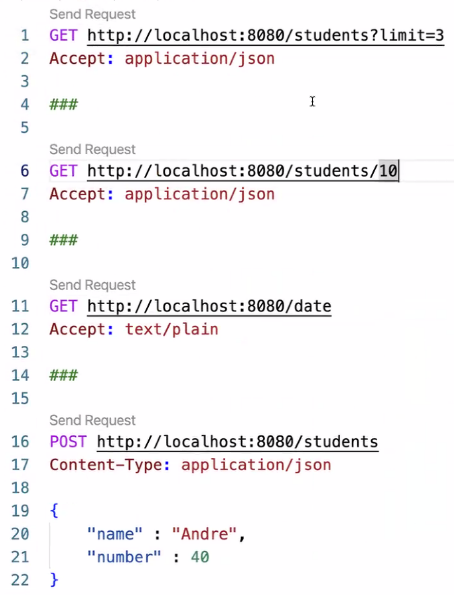 Send Request
1 GET http://localhost:8080/students?limit=3
2 Accept: application/json
3
4 ###
5
Send Request
6 GET http://localhost:8080/students/10
7 Accept: application/json
8
9 ###
10
Send Request
11 GET http://localhost:8080/date
12 Accept: text/plain
13
14 ###
15
Send Request
16 POST http://localhost:8080/students
17 Content-Type: application/json
18
19 {
20 "name" : "Andre",
21 "number" : 40
22 }